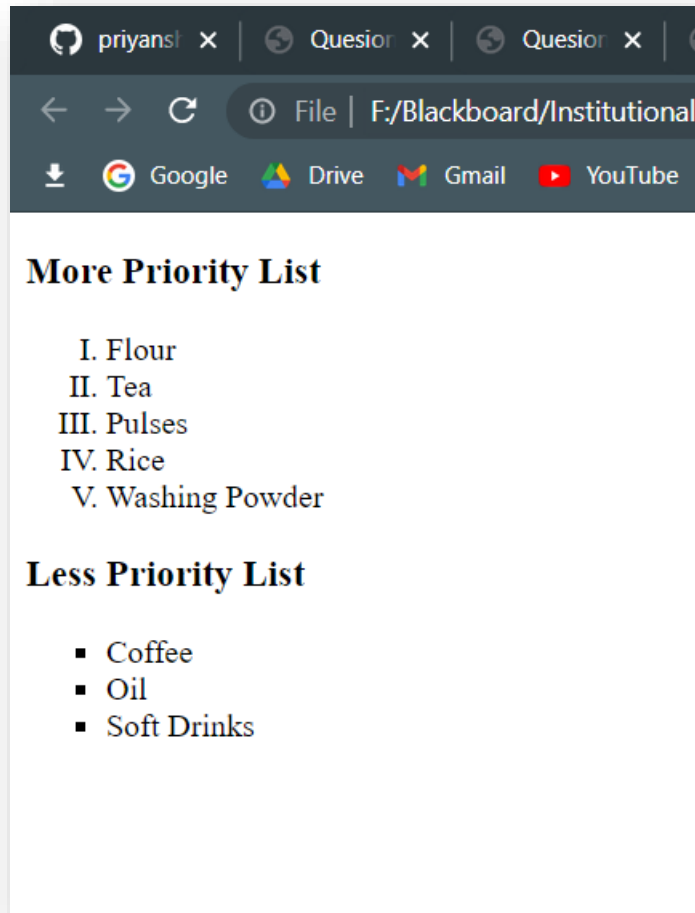 priyansh
Quesion
Quesion
File | F:/Blackboard/Institutional
Google
Drive
Gmail
YouTube
More Priority List
I. Flour
II. Tea
III. Pulses
IV. Rice
V. Washing Powder
Less Priority List
▪ Coffee
▪ Oil
▪ Soft Drinks